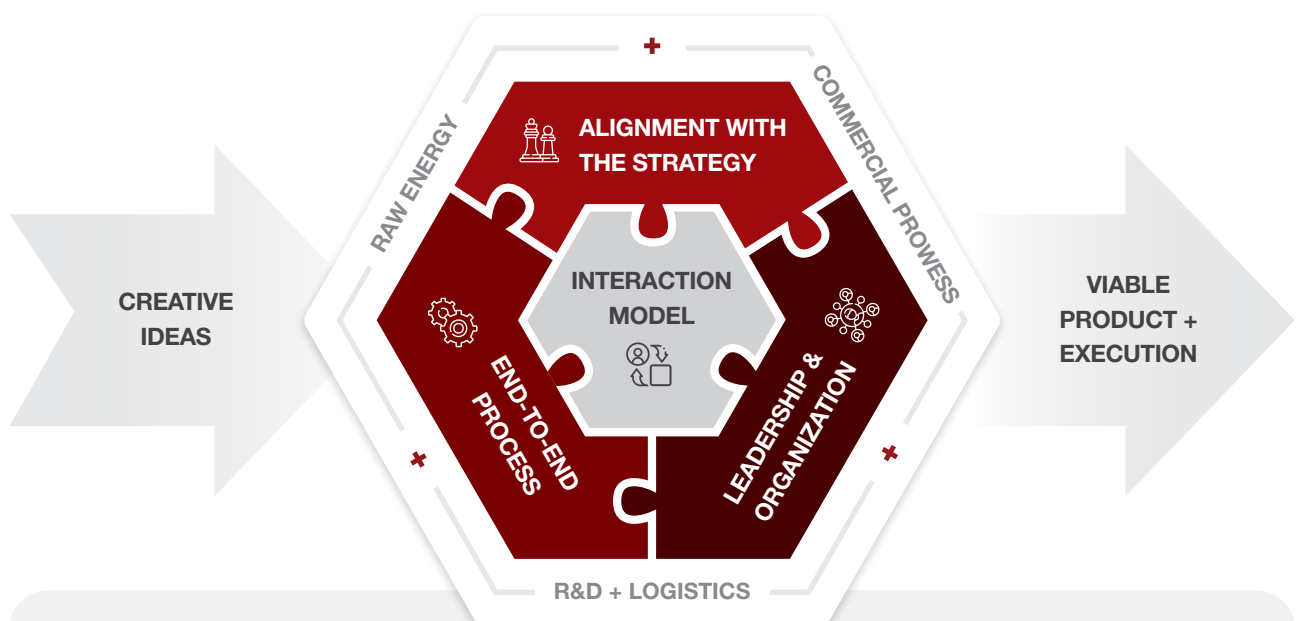 RAW ENERGY
COMMERCIAL PROWESS
ALIGNMENT WITH
THE STRATEGY
CREATIVE
IDEAS
INTERACTION
MODEL
VIABLE
PRODUCT +
EXECUTION
END-TO-END
PROCESS
LEADERSHIP &
ORGANIZATION
R&D + LOGISTICS